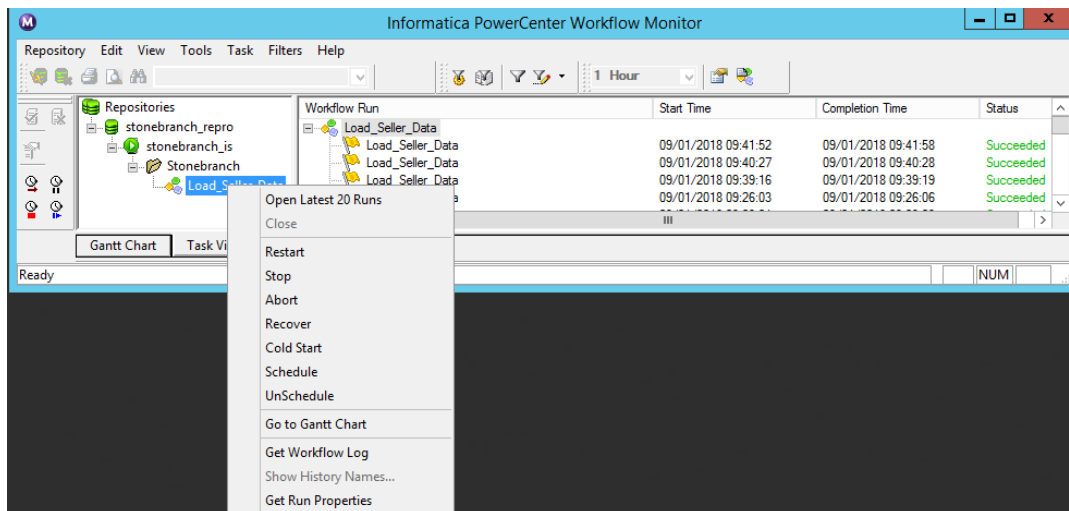 Informatica PowerCenter Workflow Monitor
Repository Edit View Tools Task Filters Help
1 Hour
Repositories
stonebranch_repro
stonebranch_is
Stonebranch
Load_Seller_Data
Workflow Run Start Time Completion Time Status
Load_Seller_Data
Load_Seller_Data 09/01/2018 09:41:52 09/01/2018 09:41:58 Succeeded
Load_Seller_Data 09/01/2018 09:40:27 09/01/2018 09:40:28 Succeeded
Load_Seller_Data 09/01/2018 09:39:16 09/01/2018 09:39:19 Succeeded
09/01/2018 09:26:03 09/01/2018 09:26:06 Succeeded
Gantt Chart Task Vi
Ready NUM
Open Latest 20 Runs
Close
Restart
Stop
Abort
Recover
Cold Start
Schedule
UnSchedule
Go to Gantt Chart
Get Workflow Log
Show History Names...
Get Run Properties